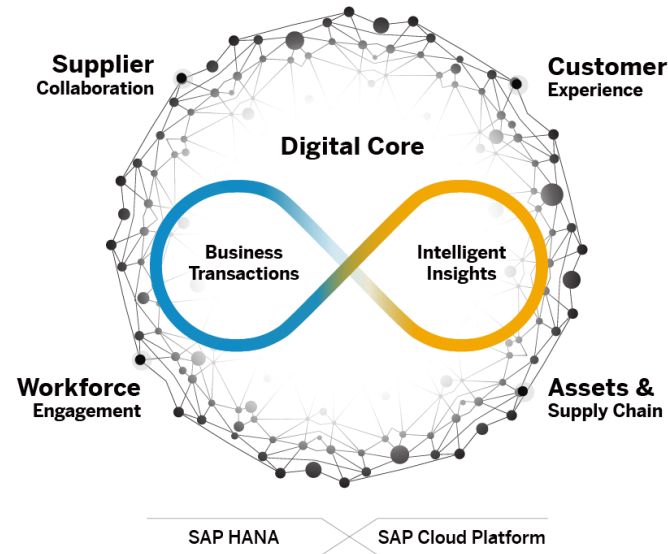 Supplier
Collaboration
Customer
Experience
Digital Core
Business
Transactions
Intelligent
Insights
Workforce
Engagement
Assets &
Supply Chain
SAP HANA
SAP Cloud Platform